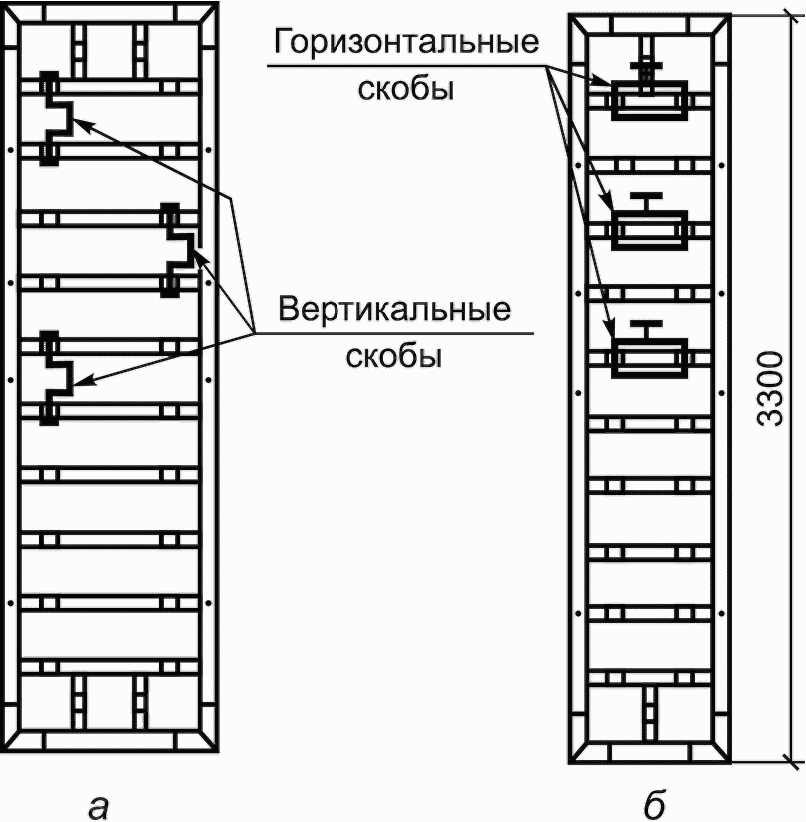 Горизонтальные
скобы
Вертикальные
скобы
3300
а
б